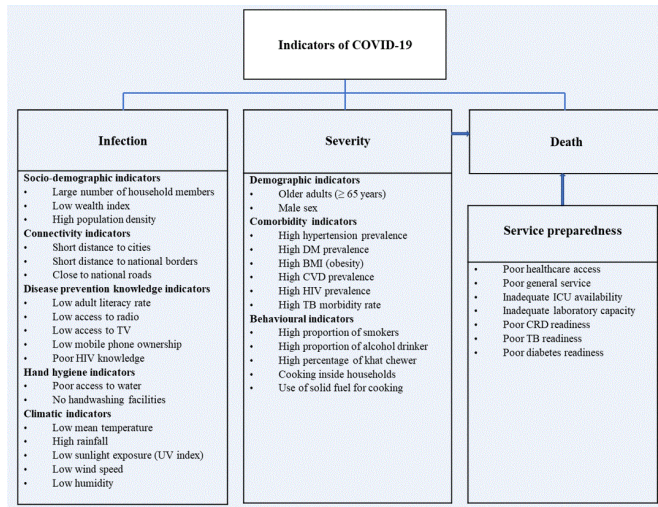 Indicators of COVID-19
Infection
Socio-demographic indicators
• Large number of household members
• Low wealth index
• High population density
Connectivity indicators
• Short distance to cities
• Short distance to national borders
• Close to national roads
Disease prevention knowledge indicators
• Low adult literacy rate
• Low access to radio
• Low access to TV
• Low mobile phone ownership
• Poor HIV knowledge
Hand hygiene indicators
• Poor access to water
• No handwashing facilities
Climatic indicators
• Low mean temperature
• High rainfall
• Low sunlight exposure (UV index)
• Low wind speed
• Low humidity
Severity
Demographic indicators
• Older adults (≥ 65 years)
• Male sex
Comorbidity indicators
• High hypertension prevalence
• High DM prevalence
• High BMI (obesity)
• High CVD prevalence
• High HIV prevalence
• High TB morbidity rate
Behavioural indicators
• High proportion of smokers
• High proportion of alcohol drinker
• High percentage of khat chewer
• Cooking inside households
• Use of solid fuel for cooking
Death
Service preparedness
• Poor healthcare access
• Poor general service
• Inadequate ICU availability
• Inadequate laboratory capacity
• Poor CRD readiness
• Poor TB readiness
• Poor diabetes readiness